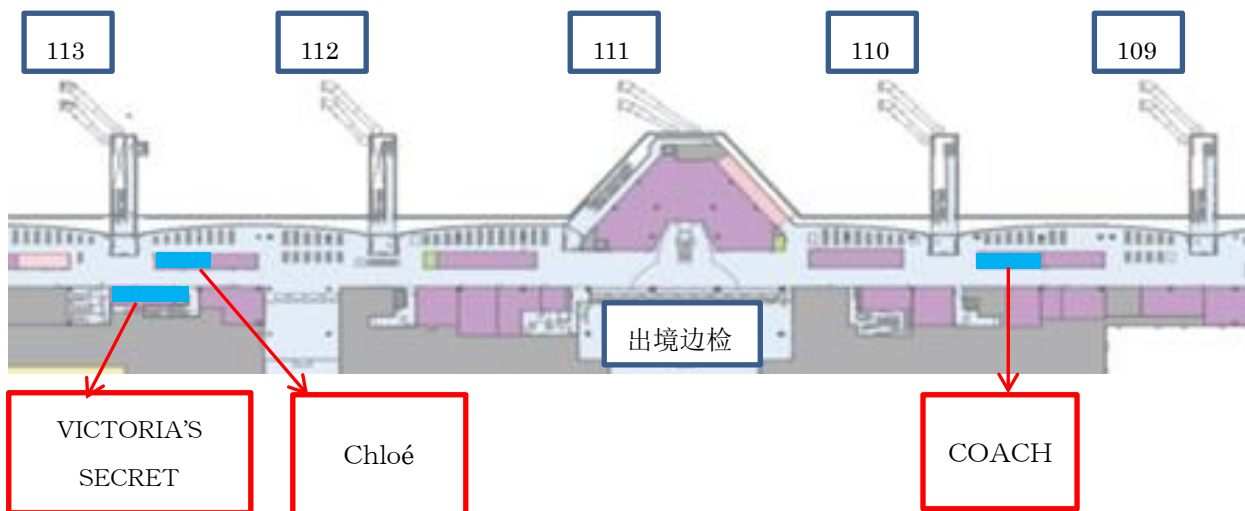 113
112
111
110
109
出境边检
VICTORIA'S
SECRET
Chloé
COACH